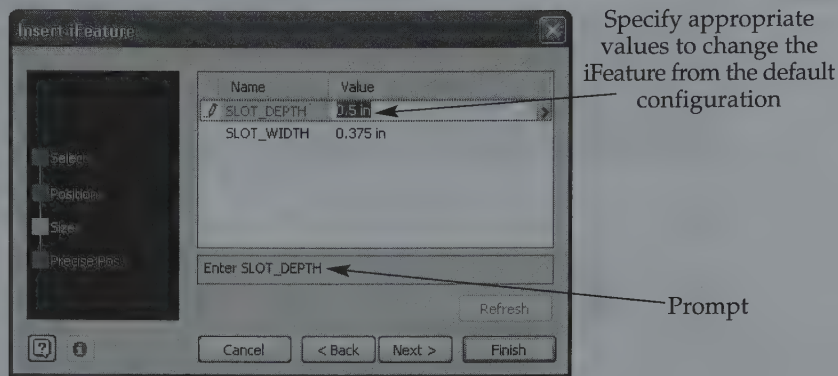 Insert iFeature
Specify appropriate
values to change the
iFeature from the default
configuration
Name Value
SLOT_DEPTH 0.5 in
SLOT_WIDTH 0.375 in
Select
Position
Size
Precise Pos.
Enter SLOT_DEPTH
Prompt
Refresh
Cancel < Back Next > Finish